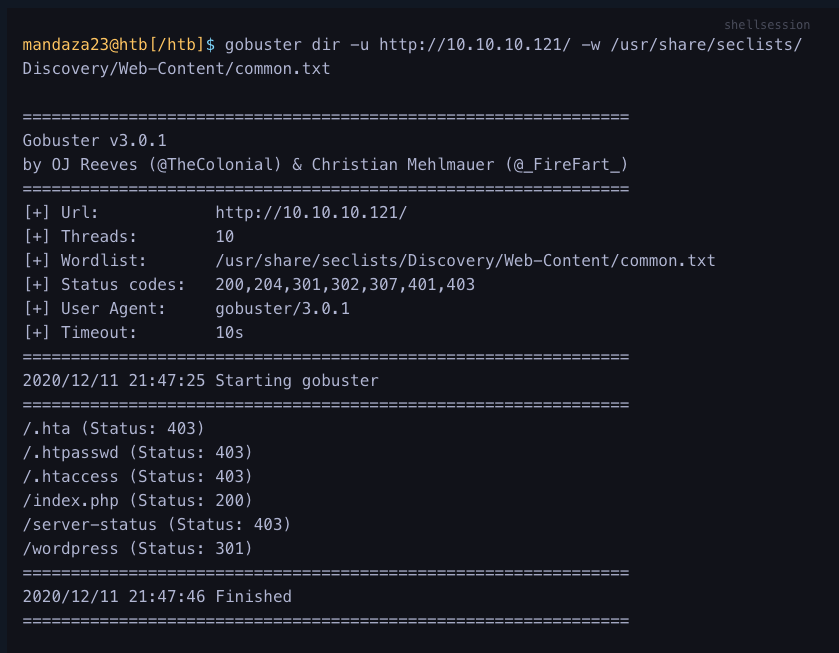 shellsession
mandaza23@htb[/htb]$ gobuster dir -u http://10.10.10.121/ -w /usr/share/seclists/
Discovery/Web-Content/common.txt
===============================================================
Gobuster v3.0.1
by OJ Reeves (@TheColonial) & Christian Mehlmauer (@_FireFart_)
===============================================================
[+] Url:            http://10.10.10.121/
[+] Threads:        10
[+] Wordlist:       /usr/share/seclists/Discovery/Web-Content/common.txt
[+] Status codes:   200,204,301,302,307,401,403
[+] User Agent:     gobuster/3.0.1
[+] Timeout:        10s
===============================================================
2020/12/11 21:47:25 Starting gobuster
===============================================================
/.hta (Status: 403)
/.htpasswd (Status: 403)
/.htaccess (Status: 403)
/index.php (Status: 200)
/server-status (Status: 403)
/wordpress (Status: 301)
===============================================================
2020/12/11 21:47:46 Finished
===============================================================